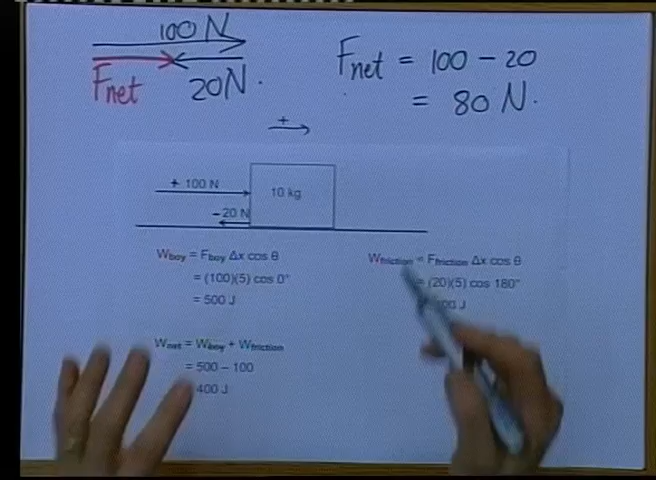 100 N
Fnet
20N.
Fnet = 100 - 20
= 80 N.
+
+ 100 N
10 kg
- 20 N
Wboy = Fboy Δx cos θ
= (100)(5) cos 0°
= 500 J
Wfriction = Ffriction Δx cos θ
= (20)(5) cos 180°
J
Wnet = Wboy + Wfriction
= 500 - 100
400 J